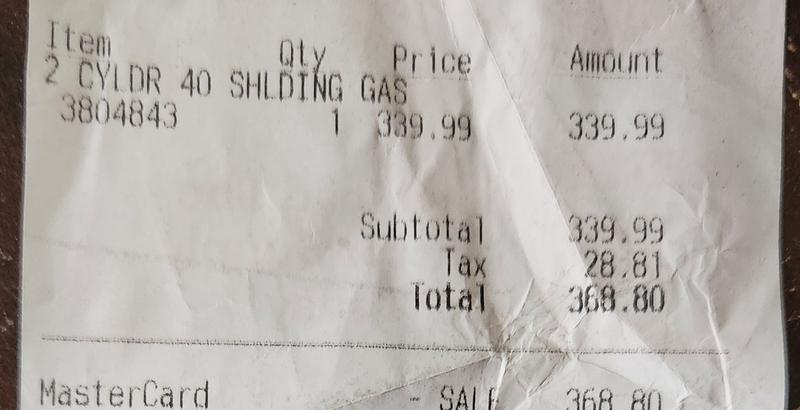 Item Qty Price Amount
2 CYLDR 40 SHLDING GAS
3804843 1 339.99 339.99
Subtotal 339.99
Tax 28.81
Total 368.80
MasterCard - SALE 368.80